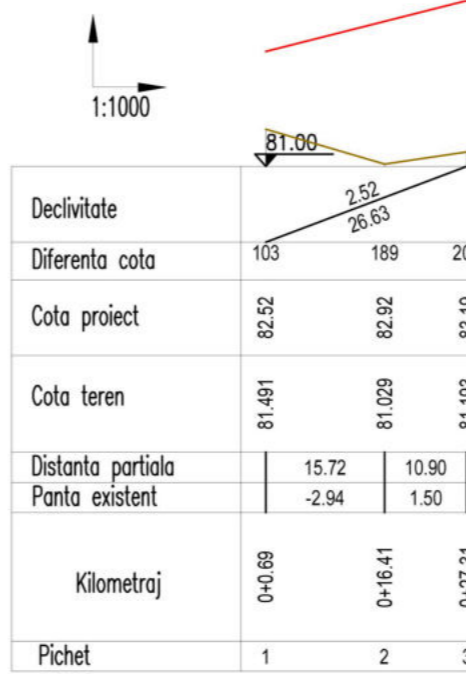 1:1000
81.00
Declivitate 2.52
26.63
Diferenta cota 103 189
Cota proiect 82.52 82.92
Cota teren 81.491 81.029
Distanta partiala 15.72 10.90
Panta existent -2.94 1.50
Kilometraj 0+0.69 0+16.41
Pichet 1 2